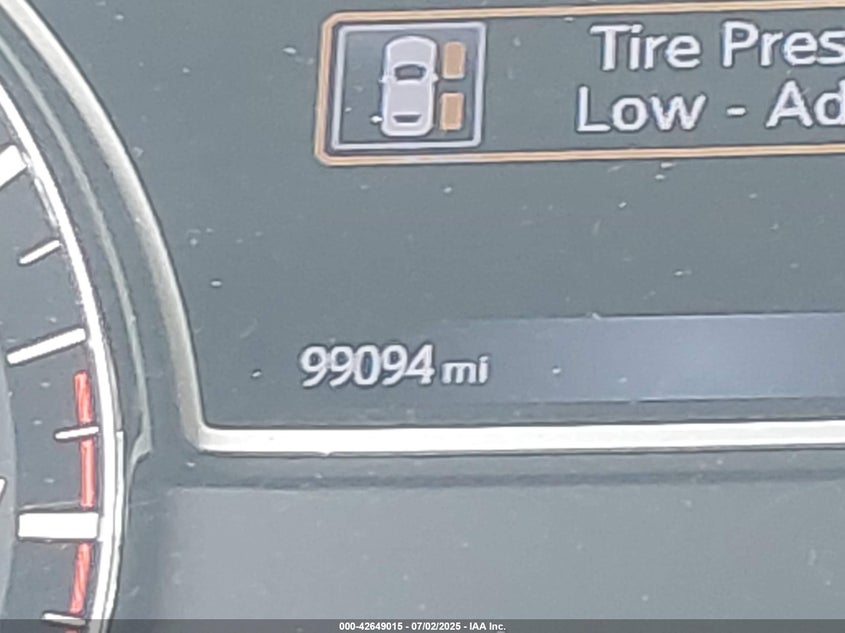 Tire Pres
Low - Ad
99094 mi
000-42649015 - 07/02/2025 - IAA Inc.